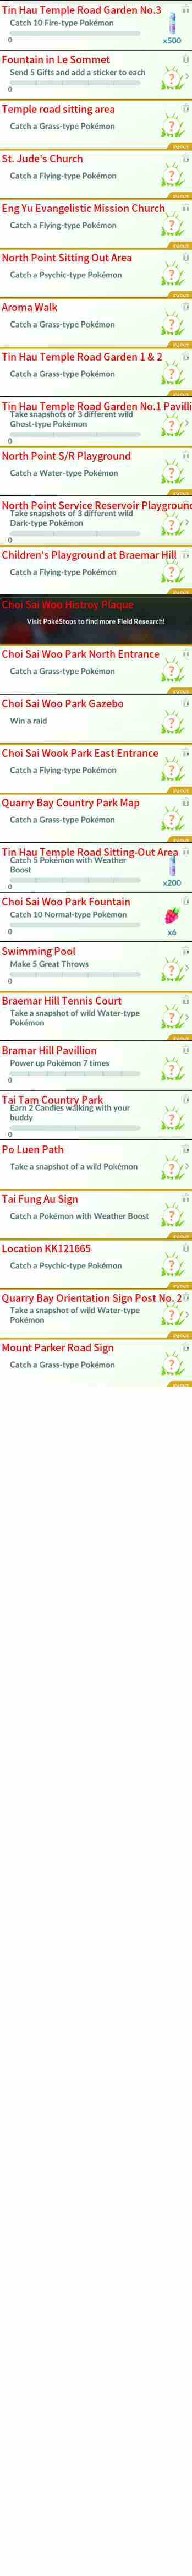 Tin Hau Temple Road Garden No.3
Catch 10 Fire-type Pokémon
0
x500
Fountain in Le Sommet
Send 5 Gifts and add a sticker to each
?
0
Temple road sitting area
Catch a Grass-type Pokémon
?
EVENT
St. Jude's Church
Catch a Flying-type Pokémon
?
EVENT
Eng Yu Evangelistic Mission Church
Catch a Flying-type Pokémon
?
EVENT
North Point Sitting Out Area
Catch a Psychic-type Pokémon
?
EVENT
Aroma Walk
Catch a Grass-type Pokémon
?
EVENT
Tin Hau Temple Road Garden 1 & 2
Catch a Grass-type Pokémon
?
EVENT
Tin Hau Temple Road Garden No.1 Pavilli
Take snapshots of 3 different wild
Ghost-type Pokémon
?
0
North Point S/R Playground
Catch a Water-type Pokémon
?
EVENT
North Point Service Reservoir Playground
Take snapshots of 3 different wild
Dark-type Pokémon
?
0
Children's Playground at Braemar Hill
Catch a Flying-type Pokémon
?
EVENT
Choi Sai Woo Histroy Plaque
Visit PokéStops to find more Field Research!
Choi Sai Woo Park North Entrance
Catch a Grass-type Pokémon
?
EVENT
Choi Sai Woo Park Gazebo
Win a raid
?
EVENT
Choi Sai Wook Park East Entrance
Catch a Flying-type Pokémon
?
EVENT
Quarry Bay Country Park Map
Catch a Grass-type Pokémon
?
EVENT
Tin Hau Temple Road Sitting-Out Area
Catch 5 Pokémon with Weather
Boost
0
x200
Choi Sai Woo Park Fountain
Catch 10 Normal-type Pokémon
0
x6
Swimming Pool
Make 5 Great Throws
?
0
Braemar Hill Tennis Court
Take a snapshot of wild Water-type
Pokémon
?
EVENT
Bramar Hill Pavillion
Power up Pokémon 7 times
?
0
Tai Tam Country Park
Earn 2 Candies walking with your
buddy
?
0
Po Luen Path
Take a snapshot of a wild Pokémon
?
EVENT
Tai Fung Au Sign
Catch a Pokémon with Weather Boost
?
EVENT
Location KK121665
Catch a Psychic-type Pokémon
?
EVENT
Quarry Bay Orientation Sign Post No. 2
Take a snapshot of wild Water-type
Pokémon
?
EVENT
Mount Parker Road Sign
Catch a Grass-type Pokémon
?
EVENT